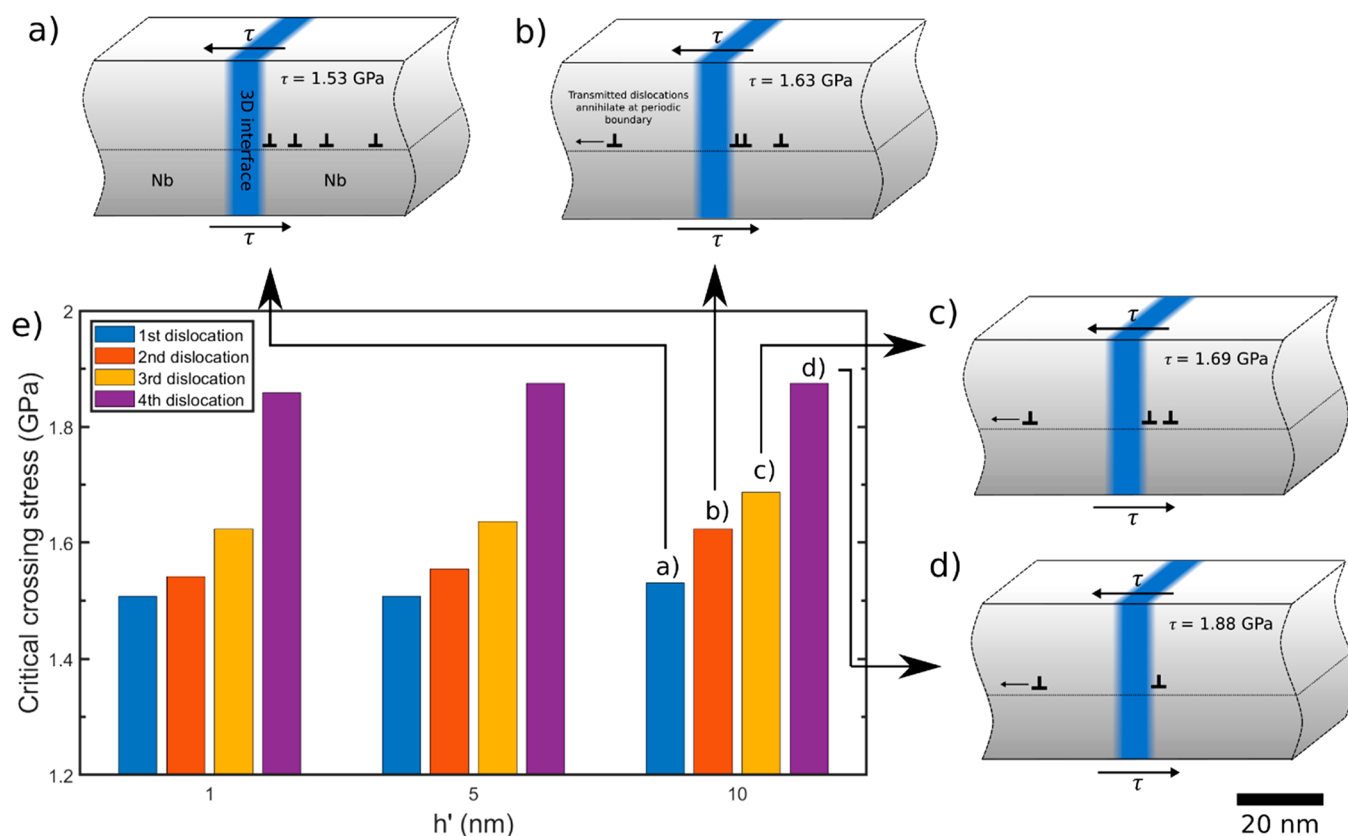 a)
τ
τ = 1.53 GPa
3D interface
Nb
Nb
τ
b)
τ
τ = 1.63 GPa
Transmitted dislocations
annihilate at periodic
boundary
τ
c)
τ
τ = 1.69 GPa
τ
d)
τ
τ = 1.88 GPa
τ
20 nm
e)
Critical crossing stress (GPa)
2
1.8
1.6
1.4
1.2
1st dislocation
2nd dislocation
3rd dislocation
4th dislocation
a)
b)
c)
d)
1
5
10
h' (nm)